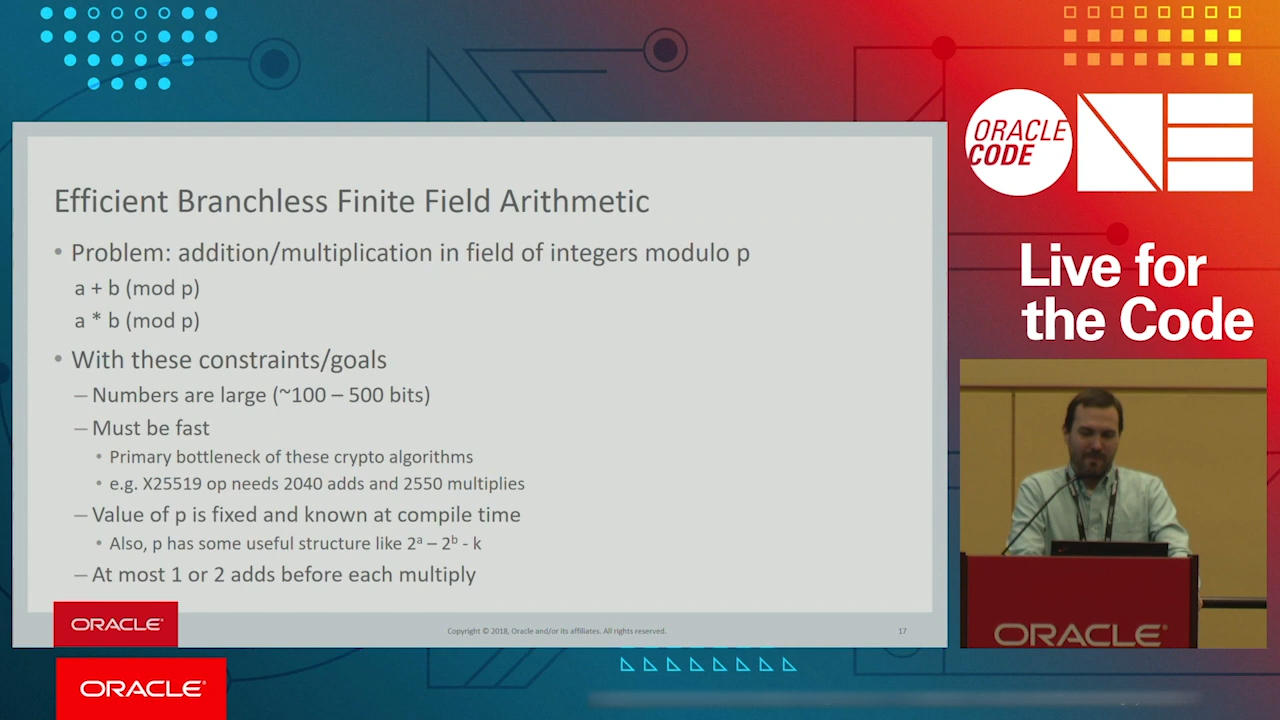 Efficient Branchless Finite Field Arithmetic
• Problem: addition/multiplication in field of integers modulo p
a + b (mod p)
a * b (mod p)
• With these constraints/goals
– Numbers are large (~100 – 500 bits)
– Must be fast
• Primary bottleneck of these crypto algorithms
• e.g. X25519 op needs 2040 adds and 2550 multiplies
– Value of p is fixed and known at compile time
• Also, p has some useful structure like 2ᵃ – 2ᵇ - k
– At most 1 or 2 adds before each multiply
ORACLE®
Copyright © 2018, Oracle and/or its affiliates. All rights reserved.
17
ORACLE®
ORACLE
CODE
ONE
Live for
the Code
ORACLE®